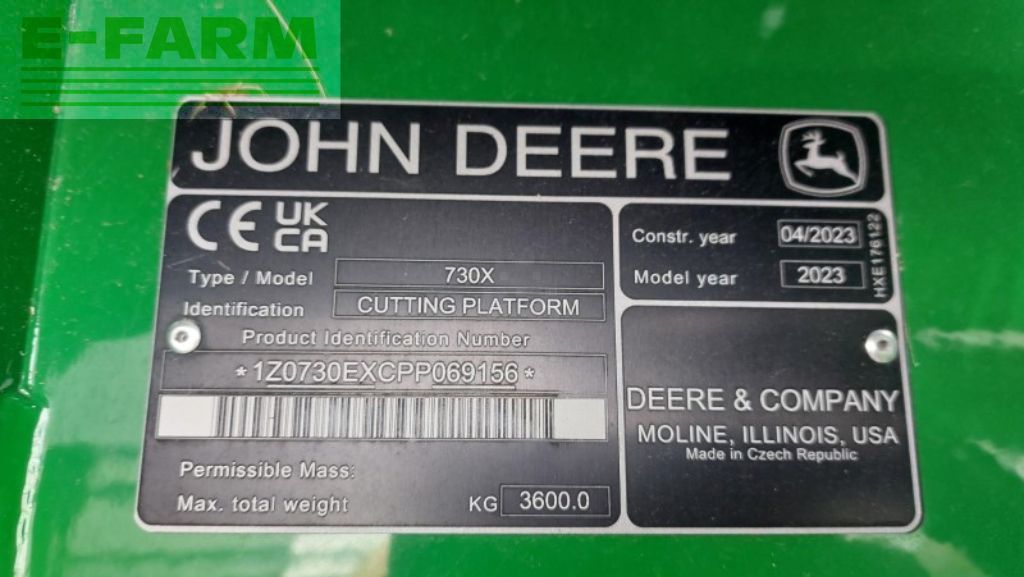 E-FARM
JOHN DEERE
CE UK CA
Type / Model 730X
Identification CUTTING PLATFORM
Product Identification Number
*1Z0730EXCPP069156*
Permissible Mass:
Max. total weight KG 3600.0
Constr. year 04/2023
Model year 2023
HXE176122
DEERE & COMPANY
MOLINE, ILLINOIS, USA
Made in Czech Republic